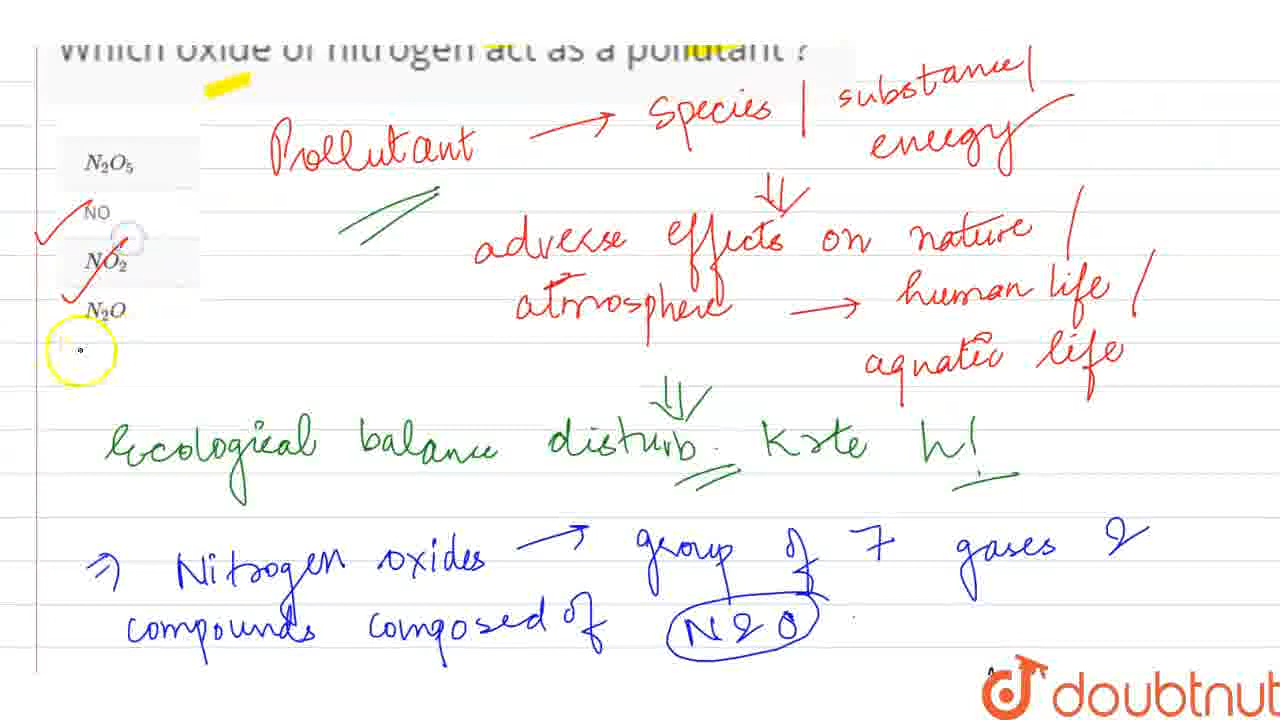 Which oxide of nitrogen act as a pollutant ?
Pollutant → Species | substance |
energy
N₂O₅
NO
NO₂
N₂O
adverse effects on nature /
atmosphere → human life /
aquatic life
Ecological balance disturb. Krte h!
⇒ Nitrogen oxides → group of 7 gases &
compounds composed of N & O
doubtnut